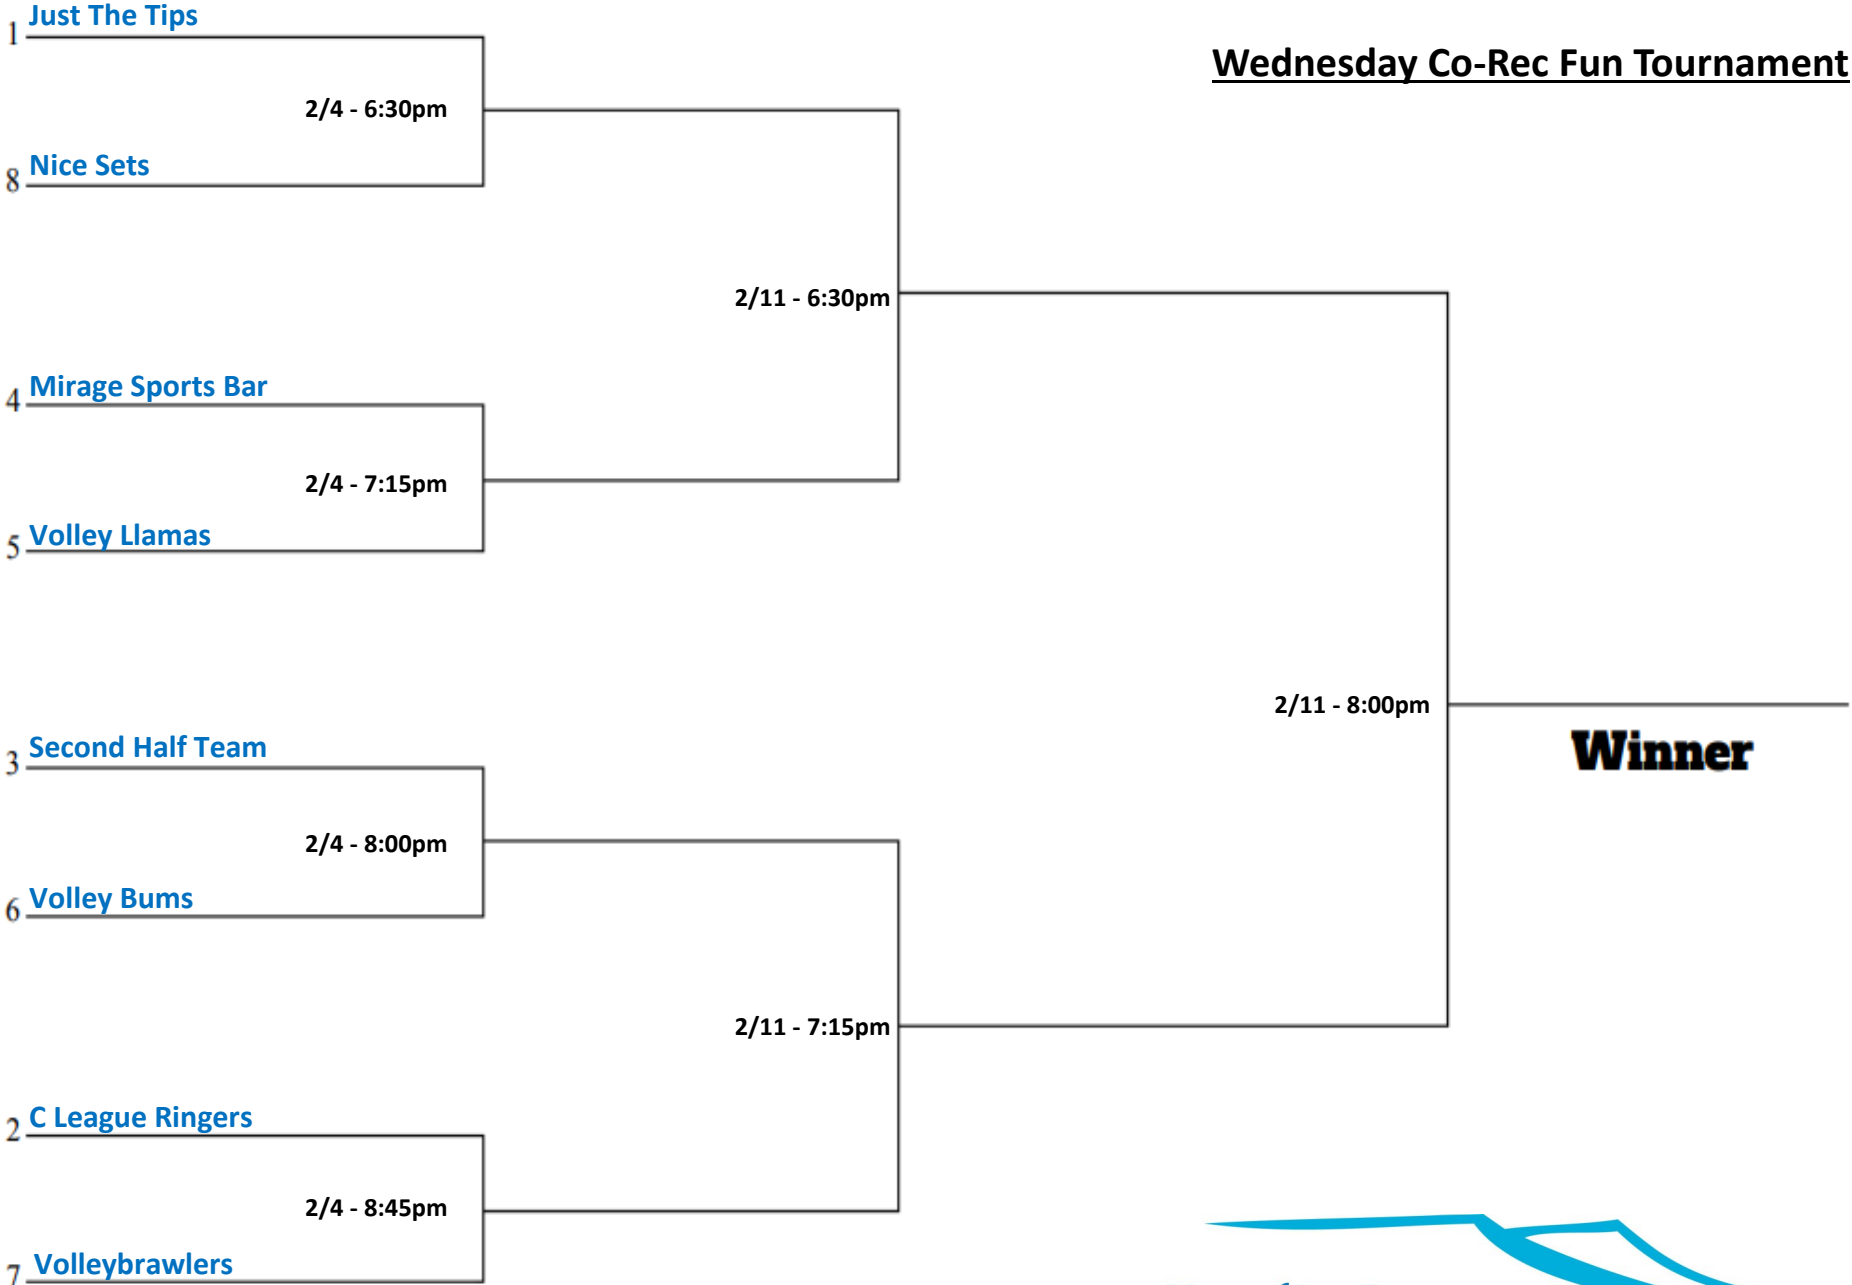 Just The Tips
1
Wednesday Co-Rec Fun Tournament
2/4 - 6:30pm
Nice Sets
8
2/11 - 6:30pm
Mirage Sports Bar
4
2/4 - 7:15pm
Volley Llamas
5
2/11 - 8:00pm
Winner
Second Half Team
3
2/4 - 8:00pm
Volley Bums
6
2/11 - 7:15pm
C League Ringers
2
2/4 - 8:45pm
Volleybrawlers
7